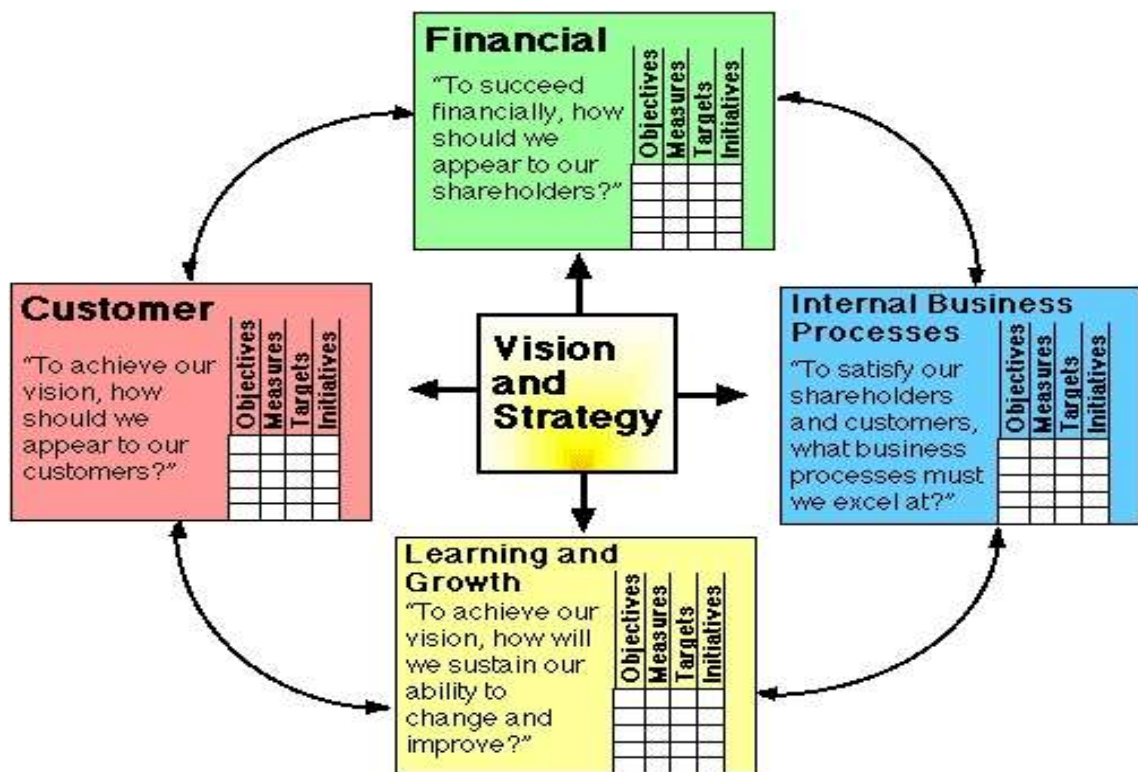 Financial
“To succeed
financially, how
should we
appear to our
shareholders?”
Objectives
Measures
Targets
Initiatives
Customer
“To achieve our
vision, how
should we
appear to our
customers?”
Objectives
Measures
Targets
Initiatives
Vision
and
Strategy
Internal Business
Processes
“To satisfy our
shareholders
and customers,
what business
processes must
we excel at?”
Objectives
Measures
Targets
Initiatives
Learning and
Growth
“To achieve our
vision, how will
we sustain our
ability to
change and
improve?”
Objectives
Measures
Targets
Initiatives